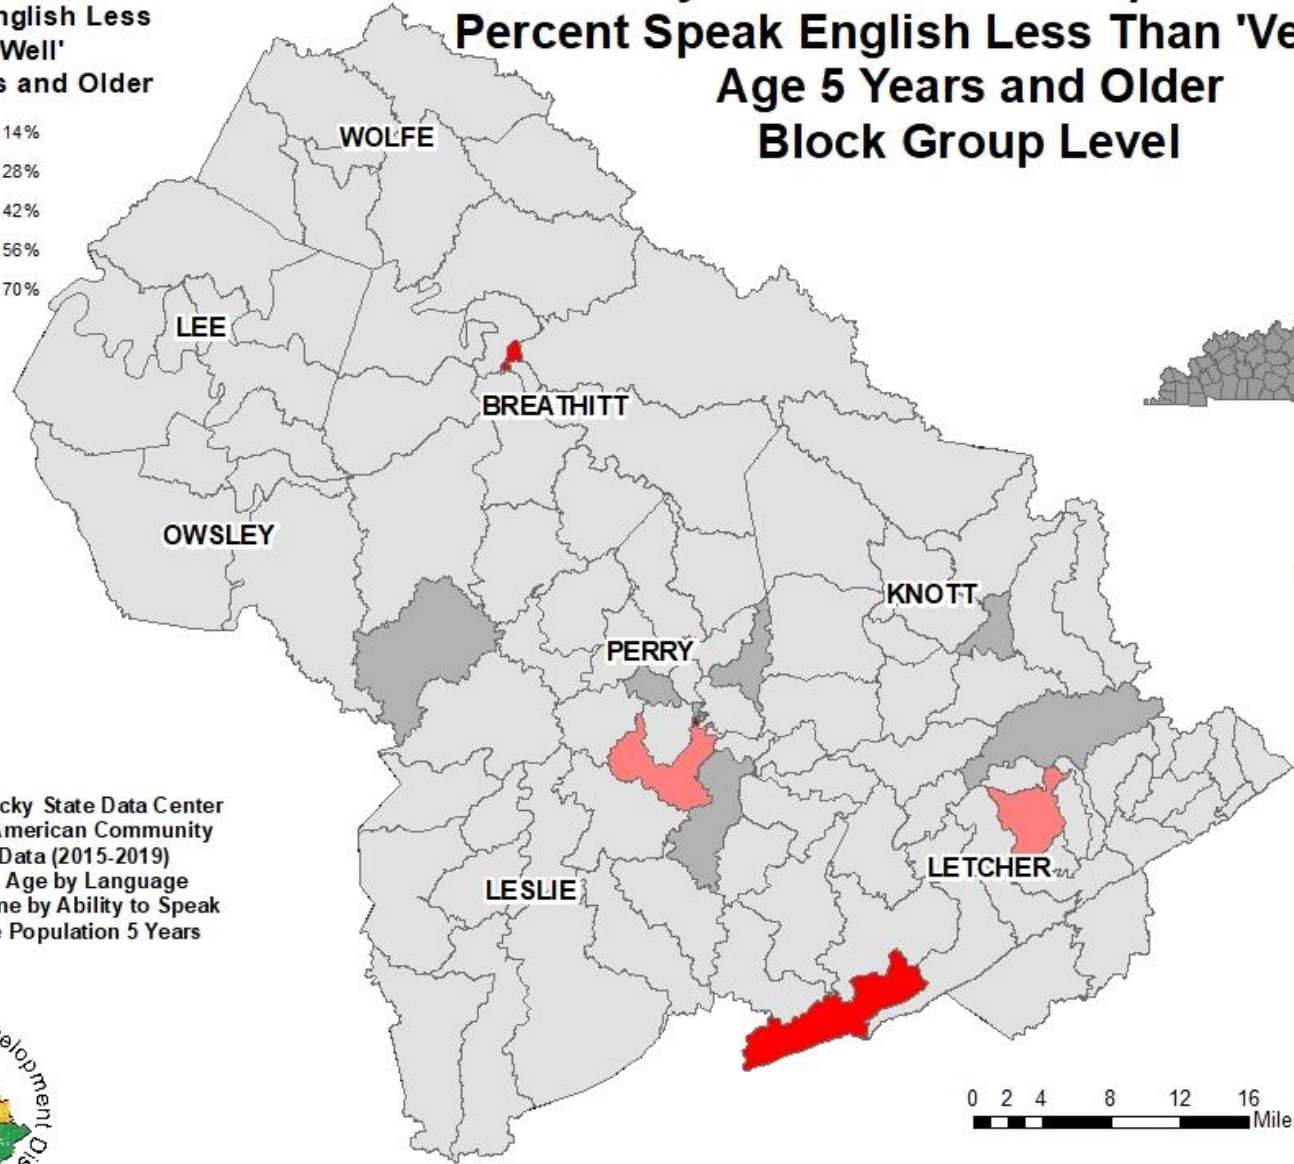 nglish Less
Well'
s and Older
14%
28%
42%
56%
70%
Percent Speak English Less Than 'Ve
Age 5 Years and Older
Block Group Level
WOLFE
LEE
BREATHITT
OWSLEY
KNOTT
PERRY
LETCHER
LESLIE
cky State Data Center
American Community
Data (2015-2019)
Age by Language
ne by Ability to Speak
e Population 5 Years
elopment Dis
0 2 4 8 12 16
Mile